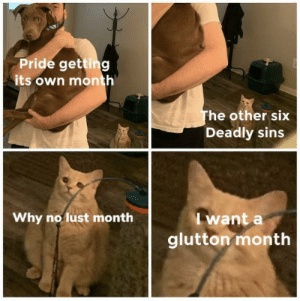 Pride getting
its own month
The other six
Deadly sins
Why no lust month
I want a
glutton month